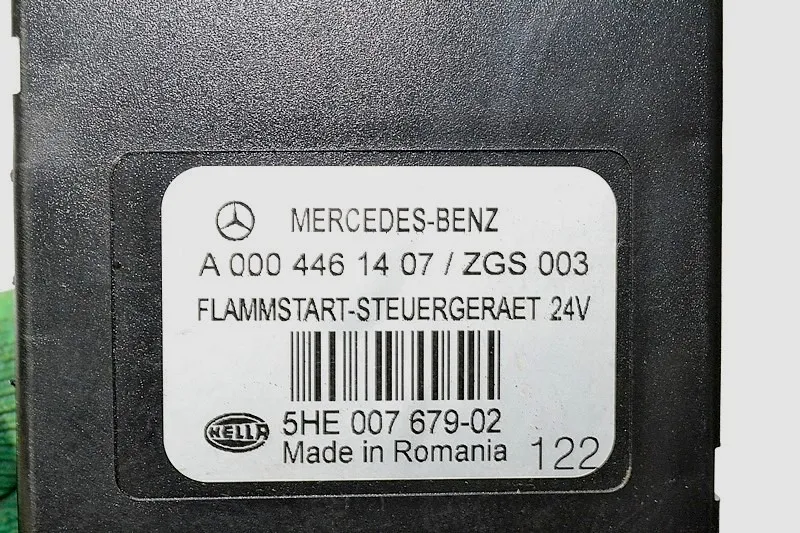 MERCEDES-BENZ
A 000 446 14 07 / ZGS 003
FLAMMSTART-STEUERGERAET 24V
HELLA 5HE 007 679-02
Made in Romania 122